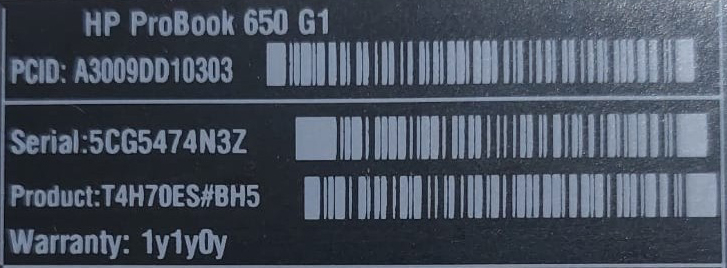 HP ProBook 650 G1
PCID: A3009DD10303
Serial:5CG5474N3Z
Product:T4H70ES#BH5
Warranty: 1y1y0y